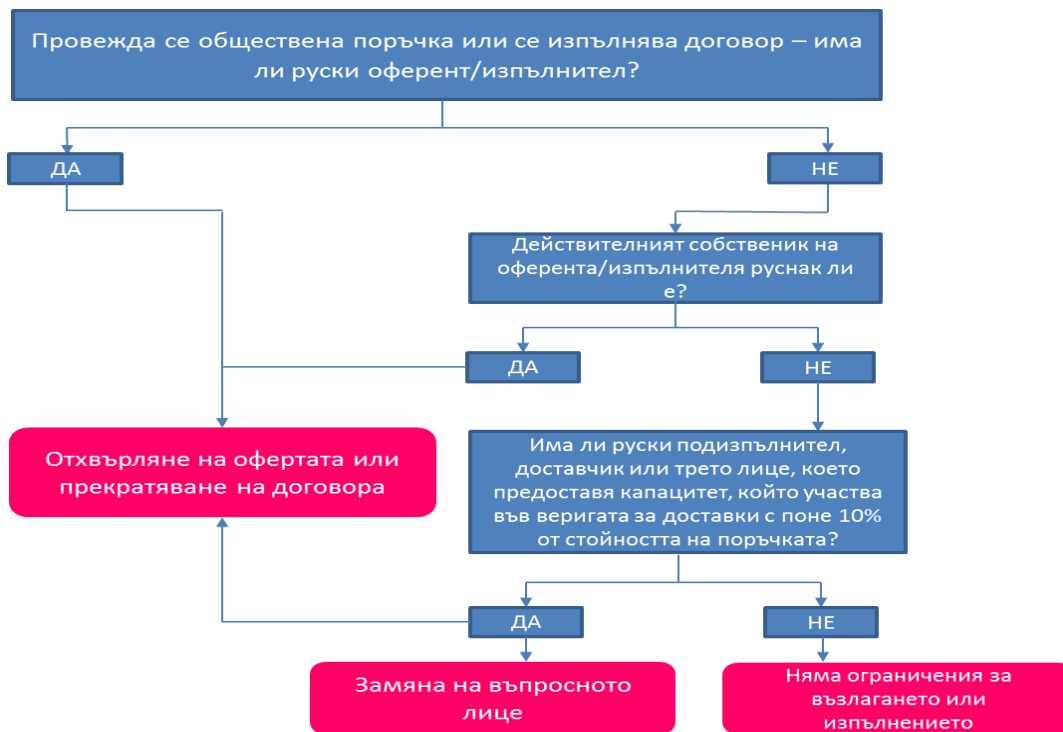 Провежда се обществена поръчка или се изпълнява договор – има
ли руски оферент/изпълнител?
ДА
НЕ
Действителният собственик на
оферента/изпълнителя руснак ли
е?
ДА
НЕ
Отхвърляне на офертата или
прекратяване на договора
Има ли руски подизпълнител,
доставчик или трето лице, което
предоставя капацитет, който участва
във веригата за доставки с поне 10%
от стойността на поръчката?
ДА
НЕ
Замяна на въпросното
лице
Няма ограничения за
възлагането или
изпълнението